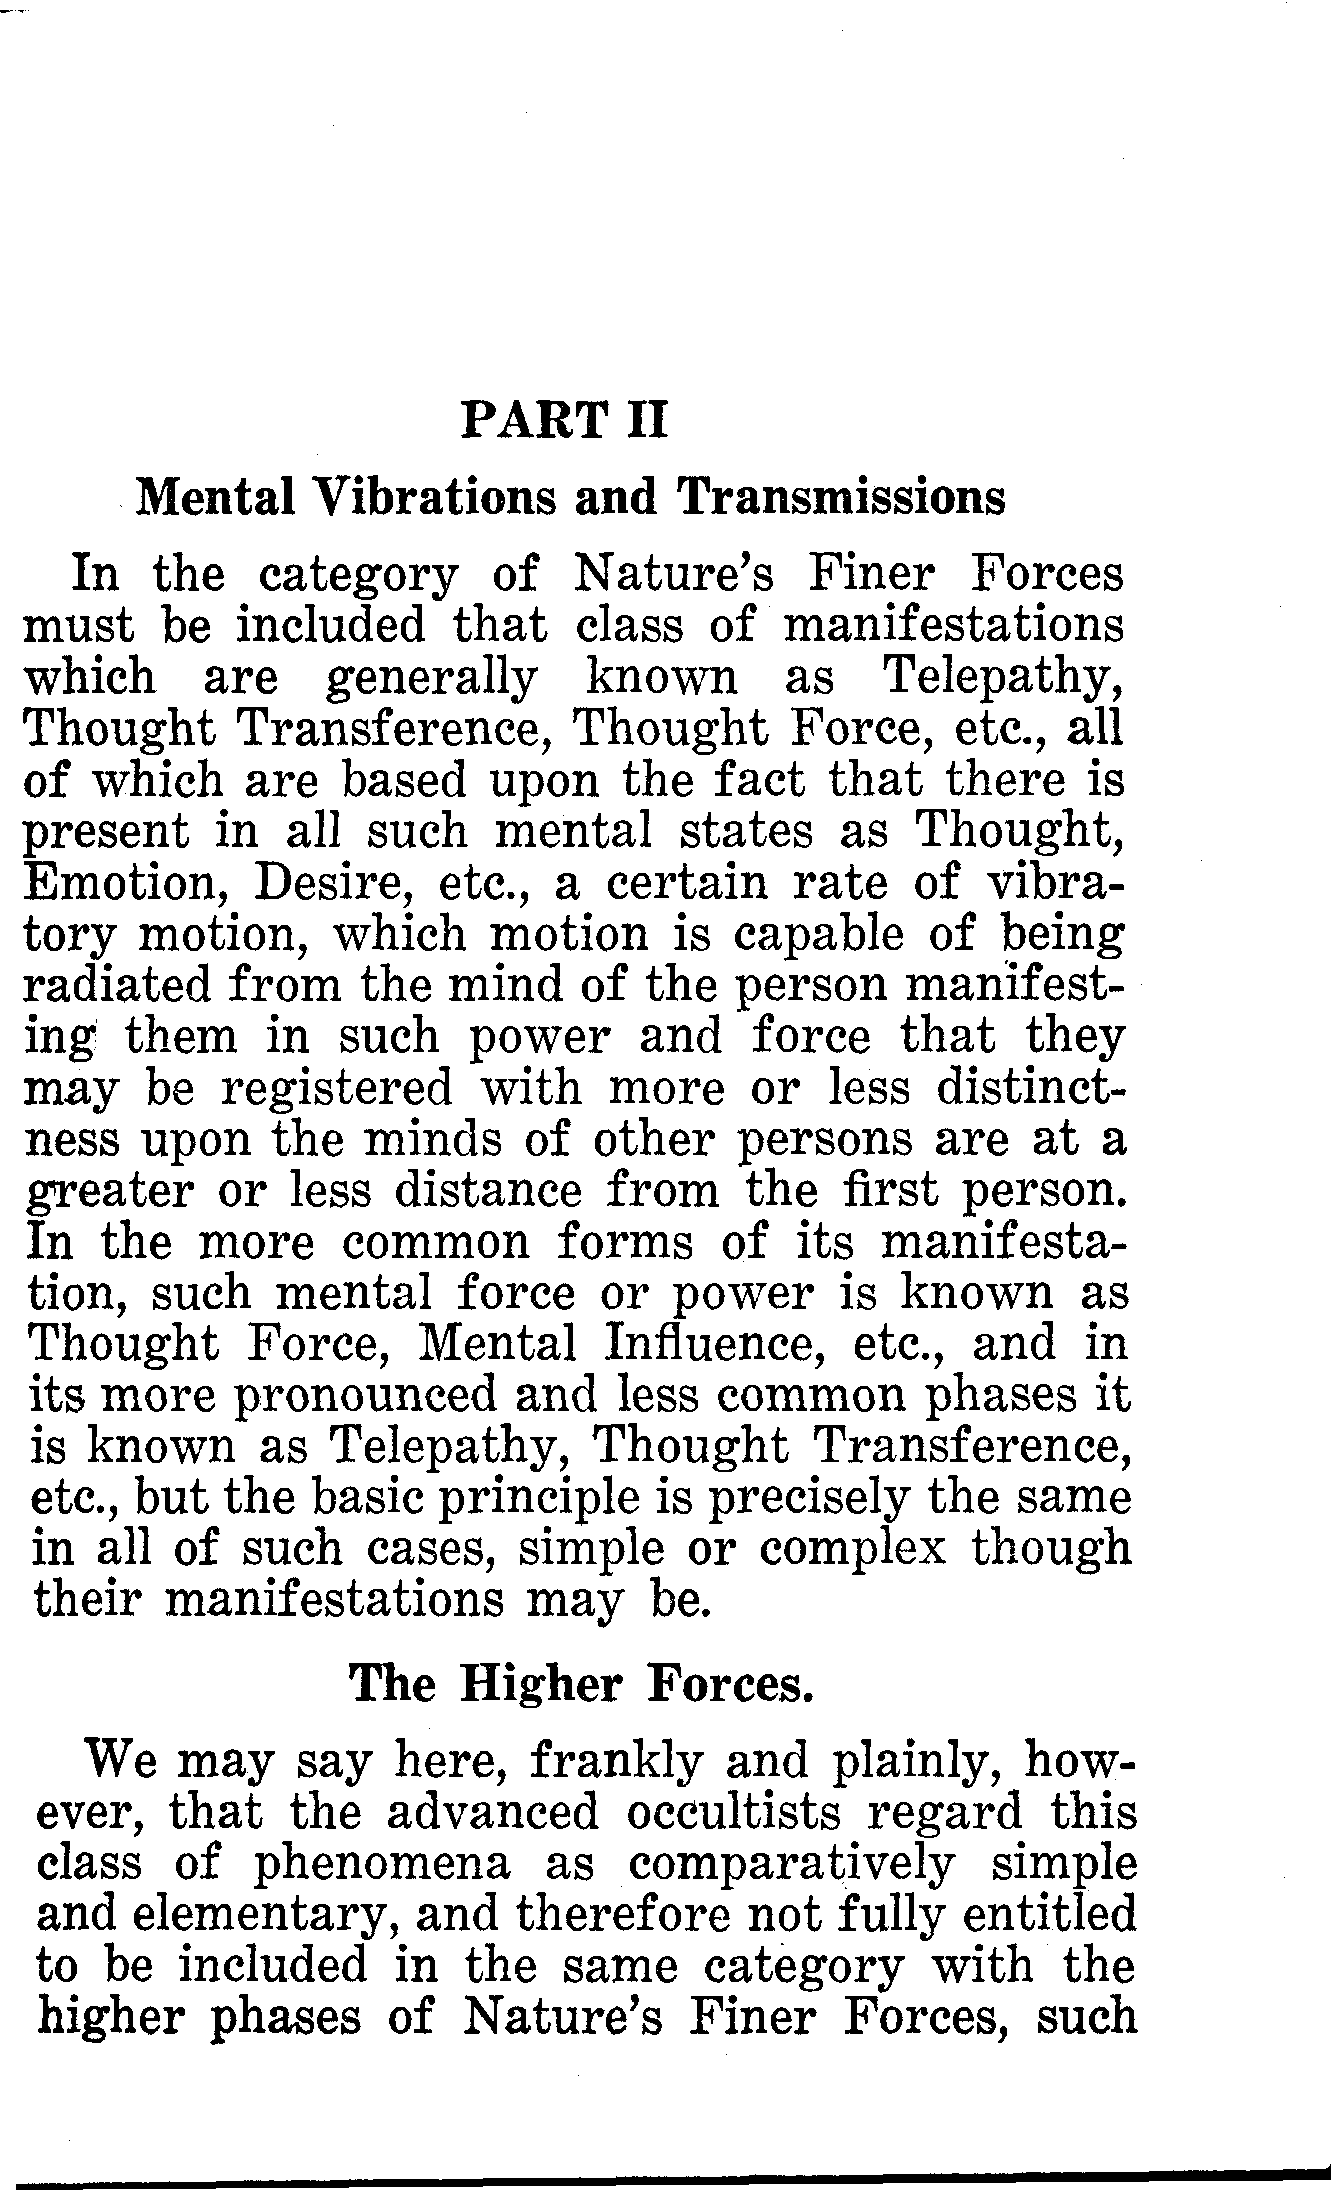 PART II
Mental Vibrations and Transmissions
In the category of Nature's Finer Forces
must be included that class of manifestations
which are generally known as Telepathy,
Thought Transference, Thought Force, etc., all
of which are based upon the fact that there is
present in all such mental states as Thought,
Emotion, Desire, etc., a certain rate of vibra-
tory motion, which motion is capable of being
radiated from the mind of the person manifest-
ing them in such power and force that they
may be registered with more or less distinct-
ness upon the minds of other persons are at a
greater or less distance from the first person.
In the more common forms of its manifesta-
tion, such mental force or power is known as
Thought Force, Mental Influence, etc., and in
its more pronounced and less common phases it
is known as Telepathy, Thought Transference,
etc., but the basic principle is precisely the same
in all of such cases, simple or complex though
their manifestations may be.
The Higher Forces.
We may say here, frankly and plainly, how-
ever, that the advanced occultists regard this
class of phenomena as comparatively simple
and elementary, and therefore not fully entitled
to be included in the same category with the
higher phases of Nature's Finer Forces, such